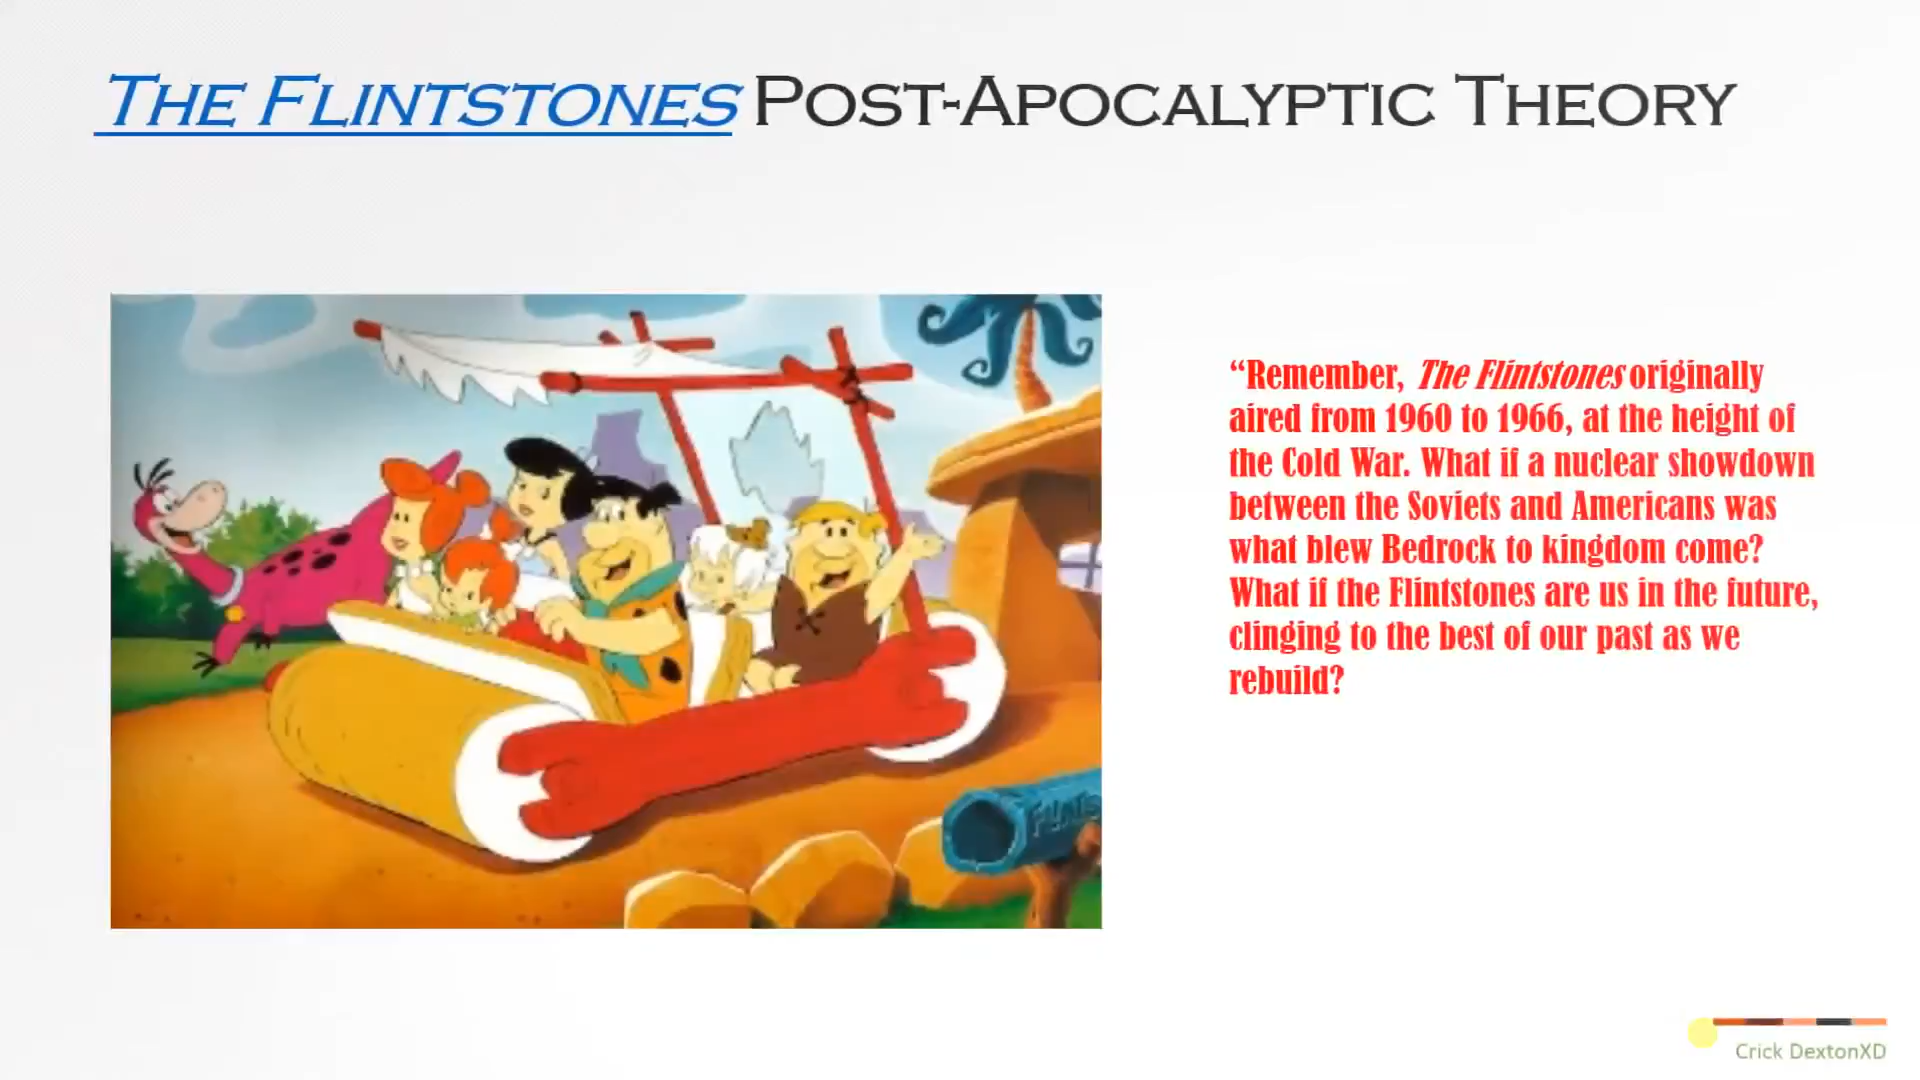 The Flintstones Post-Apocalyptic Theory
“Remember, The Flintstones originally
aired from 1960 to 1966, at the height of
the Cold War. What if a nuclear showdown
between the Soviets and Americans was
what blew Bedrock to kingdom come?
What if the Flintstones are us in the future,
clinging to the best of our past as we
rebuild?
Crick DextonXD